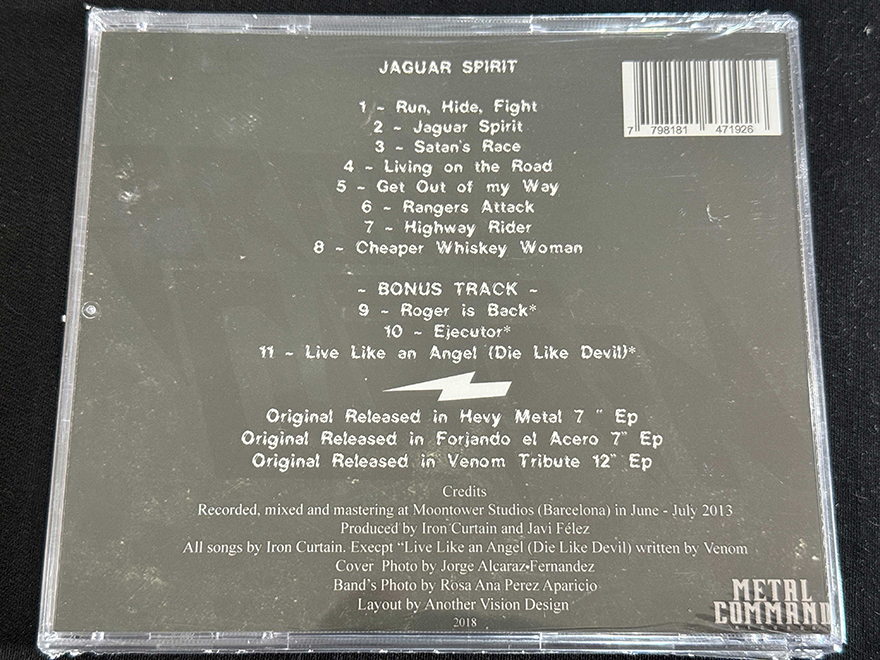 JAGUAR SPIRIT
1 ~ Run, Hide, Fight
2 ~ Jaguar Spirit
3 ~ Satan's Race
4 ~ Living on the Road
5 ~ Get Out of my Way
6 ~ Rangers Attack
7 ~ Highway Rider
8 ~ Cheaper Whiskey Woman
~ BONUS TRACK ~
9 ~ Roger is Back*
10 ~ Ejecutor*
11 ~ Live Like an Angel (Die Like Devil)*
Original Released in Hevy Metal 7 " Ep
Original Released in Forjando el Acero 7" Ep
Original Released in Venom Tribute 12" Ep
Credits
Recorded, mixed and mastering at Moontower Studios (Barcelona) in June - July 2013
Produced by Iron Curtain and Javi Félez
All songs by Iron Curtain. Exeept “Live Like an Angel (Die Like Devil) written by Venom
Cover Photo by Jorge Alcaraz Fernandez
Band's Photo by Rosa Ana Perez Aparicio
Layout by Another Vision Design
2018
7 798181 471926
METAL
COMMAND